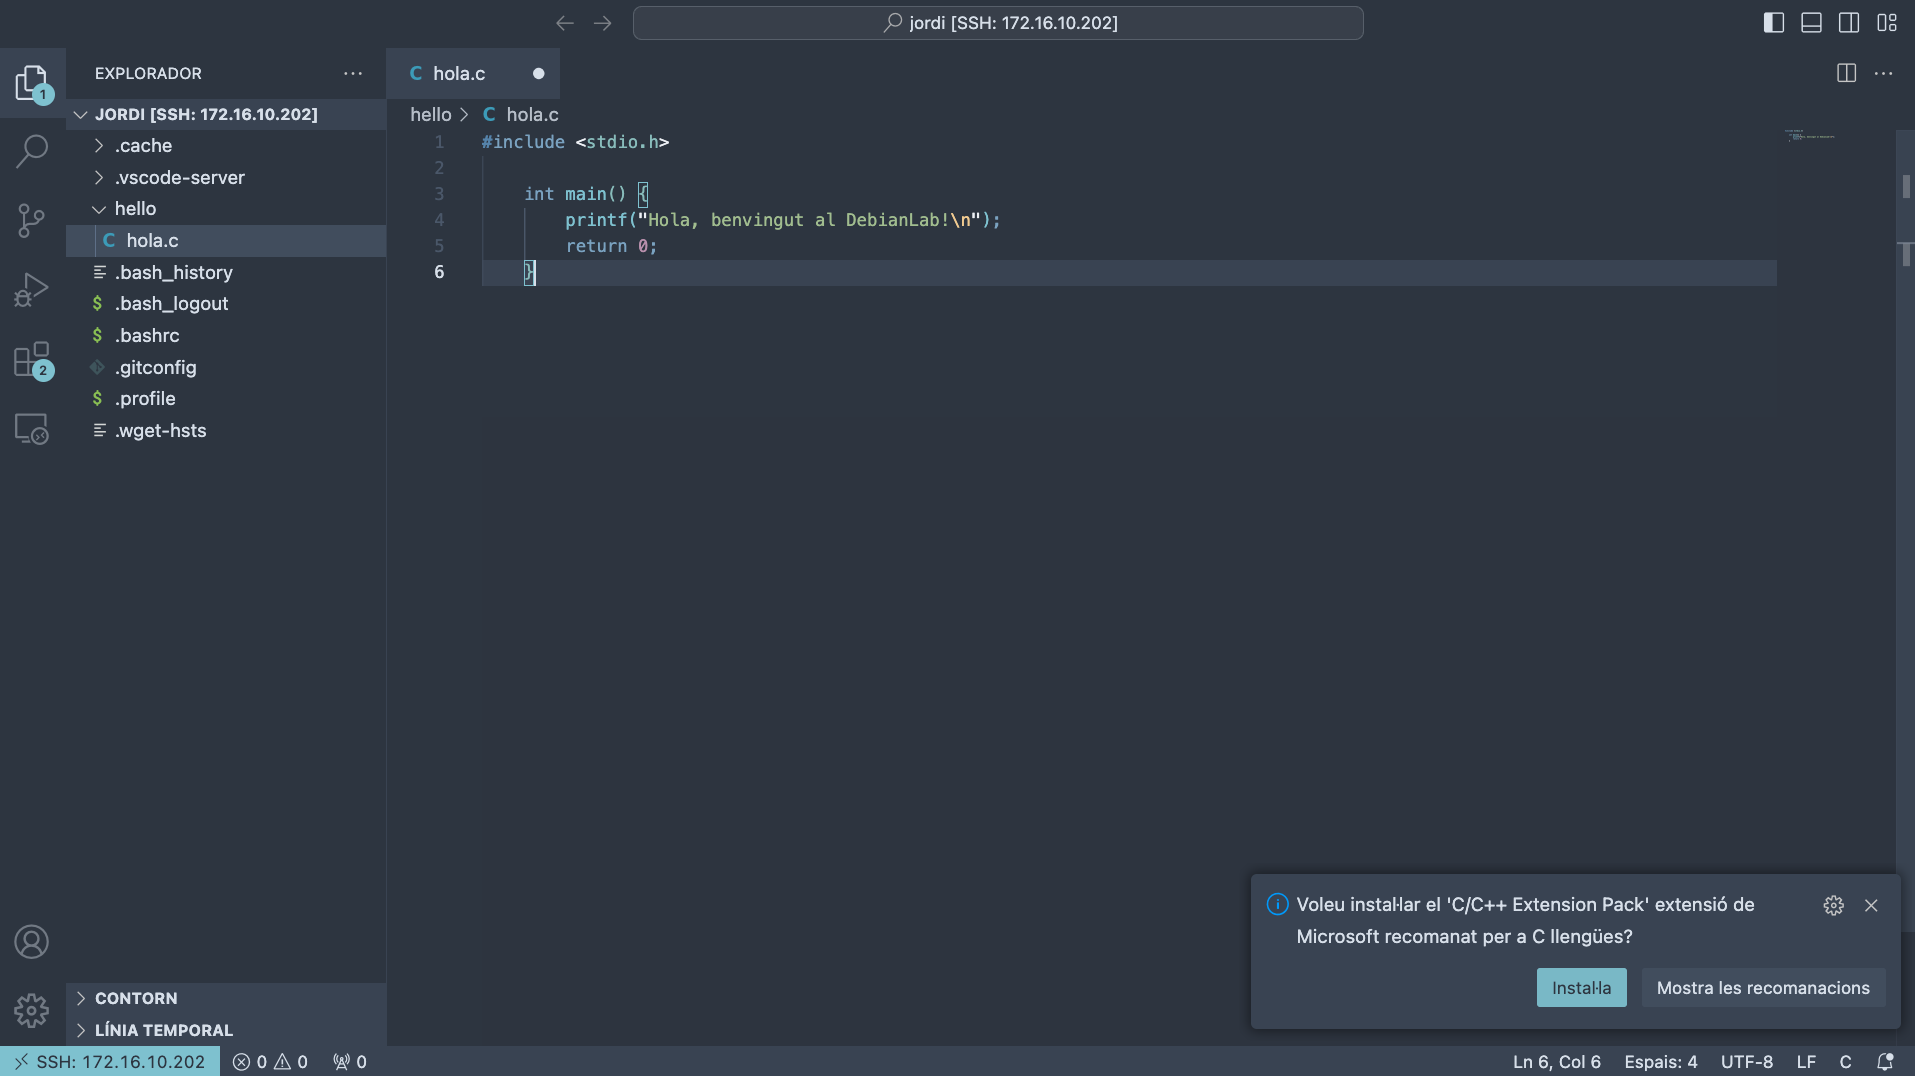 jordi [SSH: 172.16.10.202]
EXPLORADOR
1
JORDI [SSH: 172.16.10.202]
.cache
.vscode-server
hello
C hola.c
.bash_history
$ .bash_logout
$ .bashrc
.gitconfig
$ .profile
.wget-hsts
2
CONTORN
LÍNIA TEMPORAL
C hola.c
hello > C hola.c
1 #include <stdio.h>
2
3 int main() {
4 printf("Hola, benvingut al DebianLab!\n");
5 return 0;
6 }
Voleu instal·lar el 'C/C++ Extension Pack' extensió de
Microsoft recomanat per a C llengües?
Instal·la
Mostra les recomanacions
SSH: 172.16.10.202 0 0 0 Ln 6, Col 6 Espais: 4 UTF-8 LF C